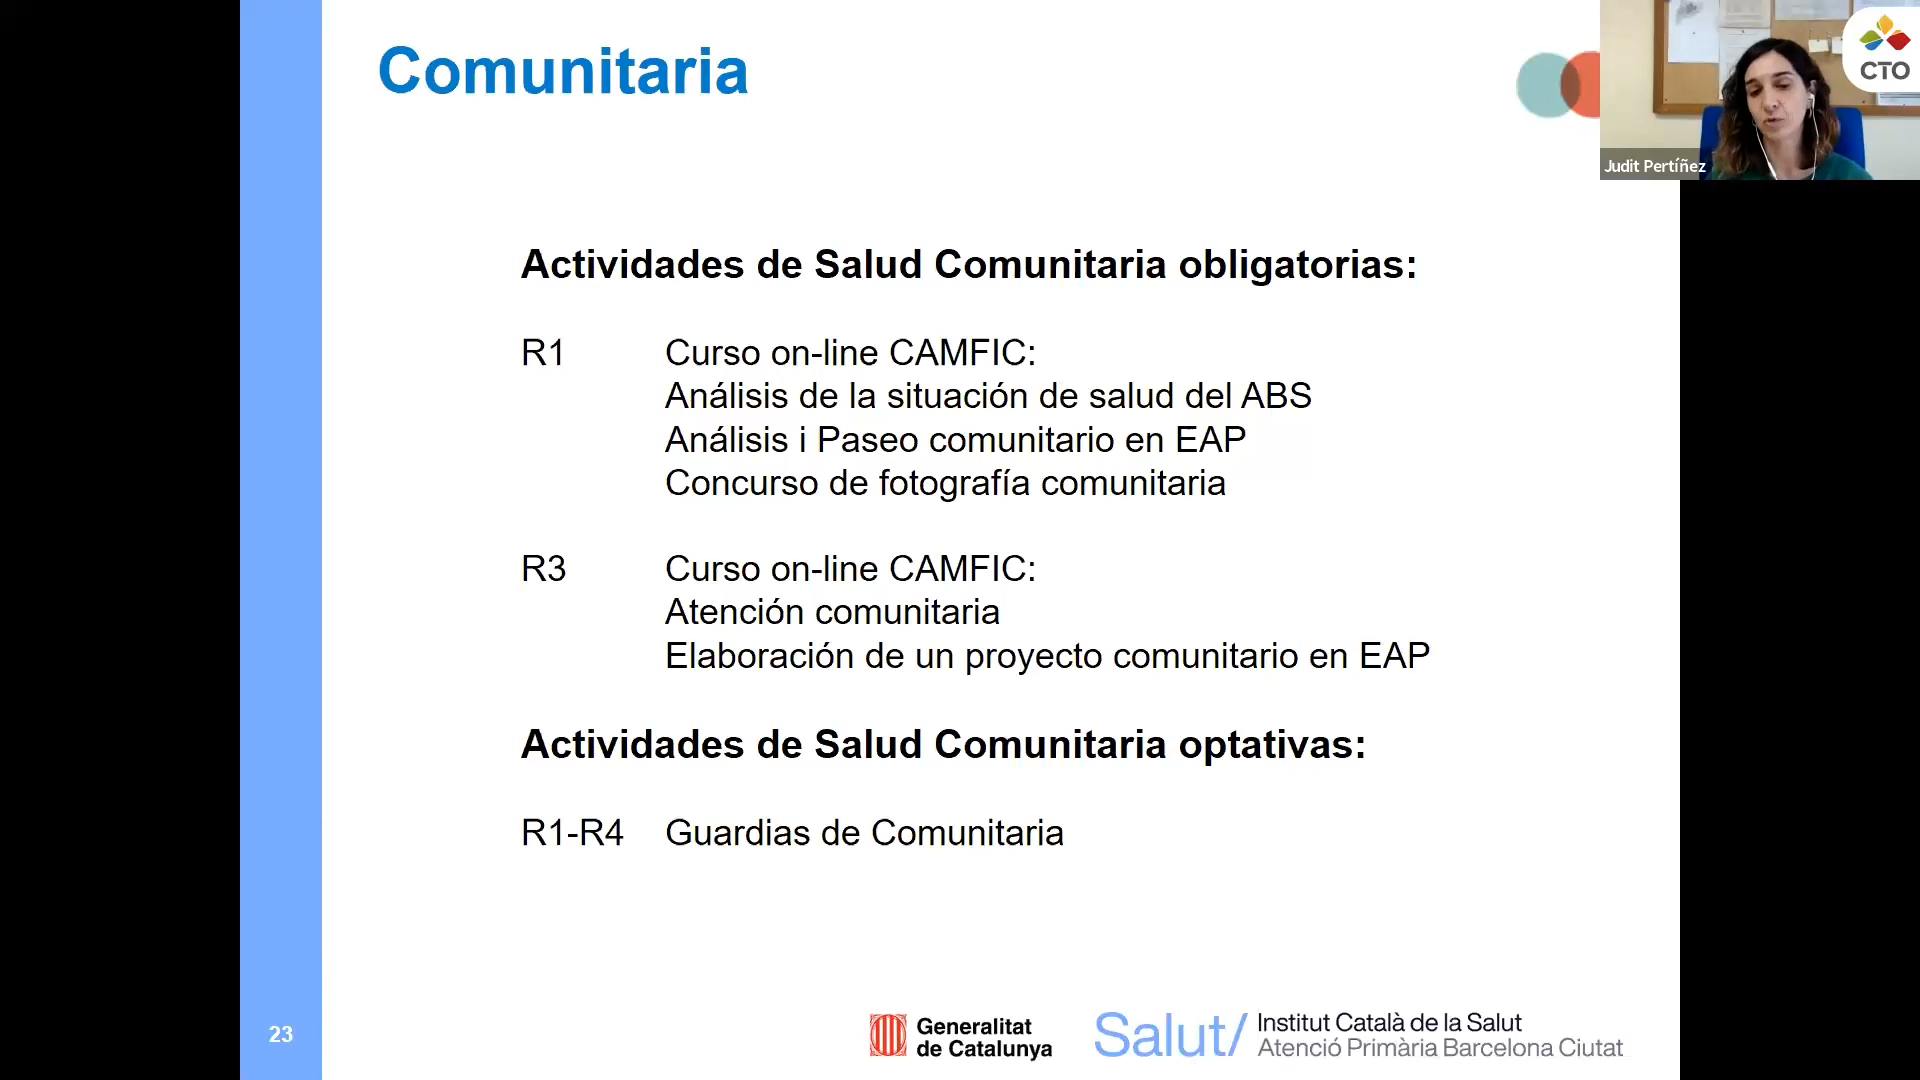 Comunitaria
CTO
Judit Pertíñez
Actividades de Salud Comunitaria obligatorias:
R1 Curso on-line CAMFIC:
Análisis de la situación de salud del ABS
Análisis i Paseo comunitario en EAP
Concurso de fotografía comunitaria
R3 Curso on-line CAMFIC:
Atención comunitaria
Elaboración de un proyecto comunitario en EAP
Actividades de Salud Comunitaria optativas:
R1-R4 Guardias de Comunitaria
23
Generalitat
de Catalunya
Salut/
Institut Català de la Salut
Atenció Primària Barcelona Ciutat